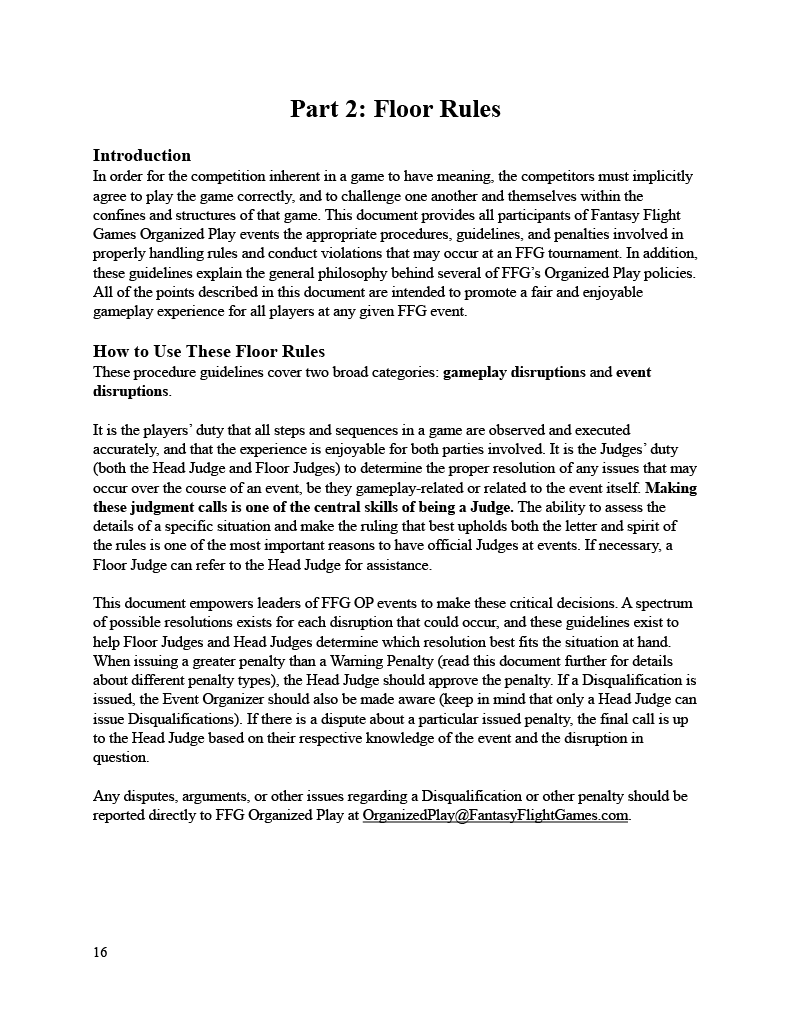 Part 2: Floor Rules
Introduction
In order for the competition inherent in a game to have meaning, the competitors must implicitly
agree to play the game correctly, and to challenge one another and themselves within the
confines and structures of that game. This document provides all participants of Fantasy Flight
Games Organized Play events the appropriate procedures, guidelines, and penalties involved in
properly handling rules and conduct violations that may occur at an FFG tournament. In addition,
these guidelines explain the general philosophy behind several of FFG’s Organized Play policies.
All of the points described in this document are intended to promote a fair and enjoyable
gameplay experience for all players at any given FFG event.
How to Use These Floor Rules
These procedure guidelines cover two broad categories: gameplay disruptions and event
disruptions.
It is the players’ duty that all steps and sequences in a game are observed and executed
accurately, and that the experience is enjoyable for both parties involved. It is the Judges’ duty
(both the Head Judge and Floor Judges) to determine the proper resolution of any issues that may
occur over the course of an event, be they gameplay-related or related to the event itself. Making
these judgment calls is one of the central skills of being a Judge. The ability to assess the
details of a specific situation and make the ruling that best upholds both the letter and spirit of
the rules is one of the most important reasons to have official Judges at events. If necessary, a
Floor Judge can refer to the Head Judge for assistance.
This document empowers leaders of FFG OP events to make these critical decisions. A spectrum
of possible resolutions exists for each disruption that could occur, and these guidelines exist to
help Floor Judges and Head Judges determine which resolution best fits the situation at hand.
When issuing a greater penalty than a Warning Penalty (read this document further for details
about different penalty types), the Head Judge should approve the penalty. If a Disqualification is
issued, the Event Organizer should also be made aware (keep in mind that only a Head Judge can
issue Disqualifications). If there is a dispute about a particular issued penalty, the final call is up
to the Head Judge based on their respective knowledge of the event and the disruption in
question.
Any disputes, arguments, or other issues regarding a Disqualification or other penalty should be
reported directly to FFG Organized Play at OrganizedPlay@FantasyFlightGames.com.
16